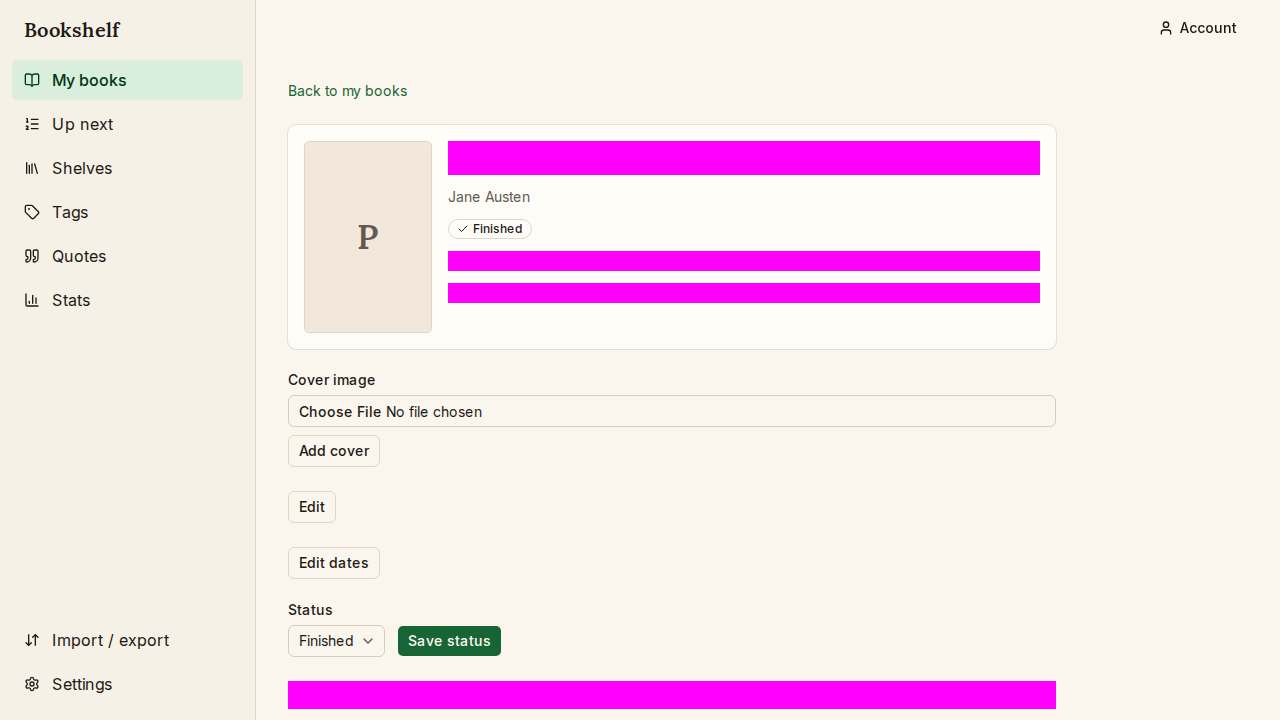 Bookshelf
Account
My books
Up next
Shelves
Tags
Quotes
Stats
Import / export
Settings
Back to my books
P
Jane Austen
Finished
Cover image
Choose File No file chosen
Add cover
Edit
Edit dates
Status
Finished
Save status